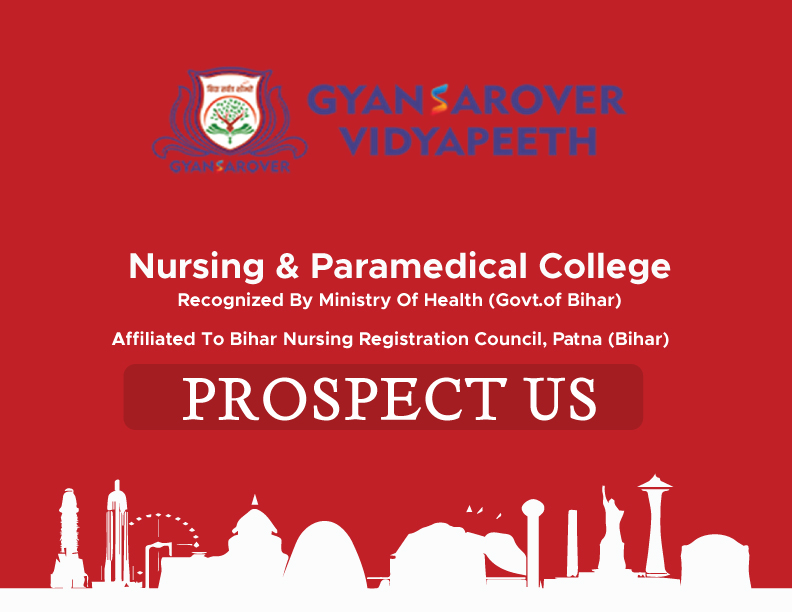 GYANSAROVER
VIDYAPEETH
GYANSAROVER
Nursing & Paramedical College
Recognized By Ministry Of Health (Govt.of Bihar)
Affiliated To Bihar Nursing Registration Council, Patna (Bihar)
PROSPECT US